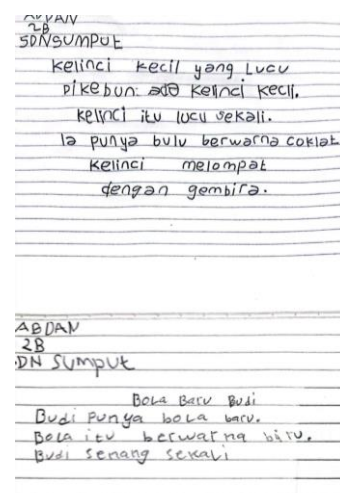 ABDAN
2B
SDNSUMPUt
Kelinci Kecil yang Lucu
Dikebun: Kelinci Kecil.
Kelinci itu lucu sekali.
Ia punya bulu berwarna coklat
Kelinci melompat
dengan gembira.
ABDAN
2B
DN SUMPUt
Bola Baru Budi
Budi Punya bola baru.
Bola itu berwarna biru.
Budi Senang Sekali